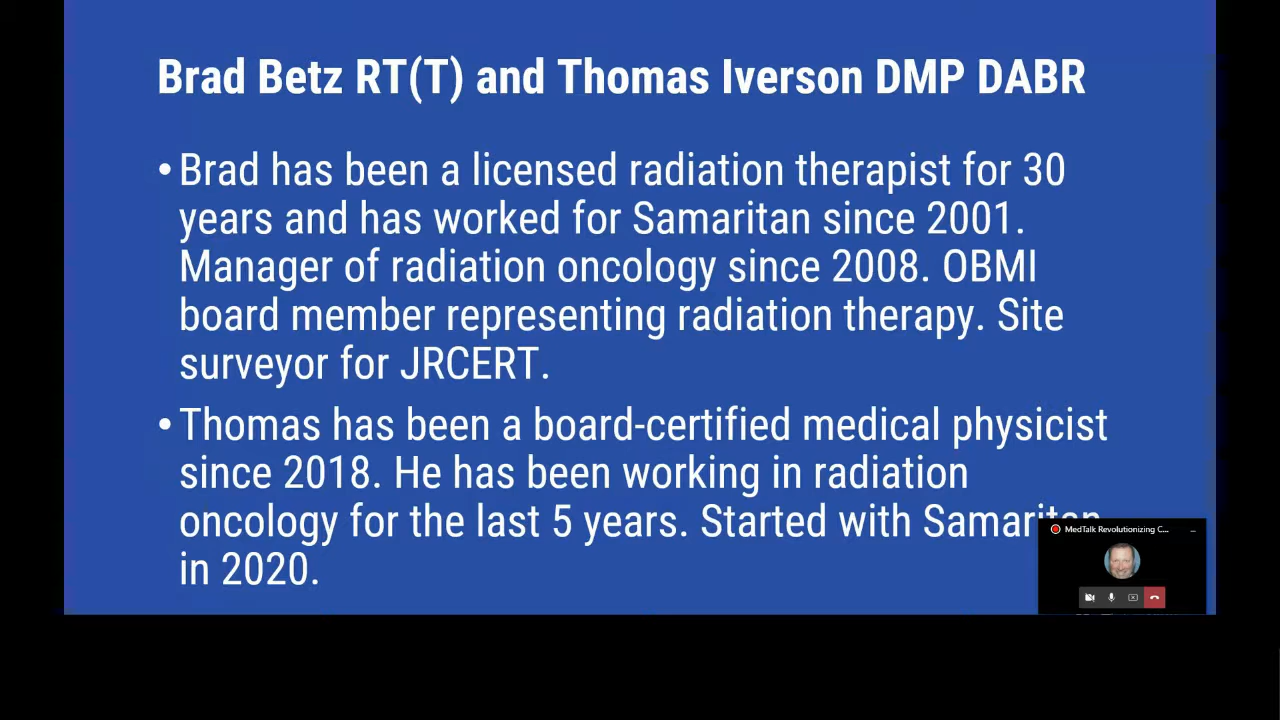 Brad Betz RT(T) and Thomas Iverson DMP DABR
• Brad has been a licensed radiation therapist for 30
years and has worked for Samaritan since 2001.
Manager of radiation oncology since 2008. OBMI
board member representing radiation therapy. Site
surveyor for JRCERT.
• Thomas has been a board-certified medical physicist
since 2018. He has been working in radiation
oncology for the last 5 years. Started with Samaritan
in 2020.
MedTalk Revolutionizing C...